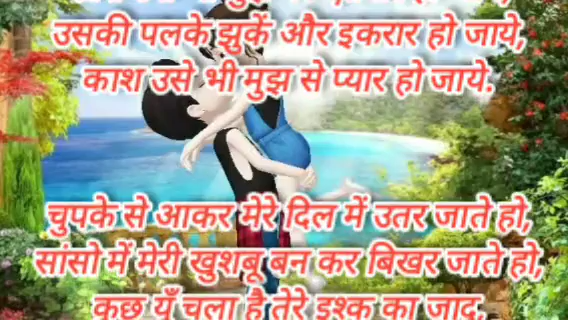 उसकी पलके झुकें और इकरार हो जाये,
काश उसे भी मुझ से प्यार हो जाये.
चुपके से आकर मेरे दिल में उतर जाते हो,
सांसो में मेरी खुशबू बन कर बिखर जाते हो,
कुछ यूँ चला है तेरे इश्क का जादू,